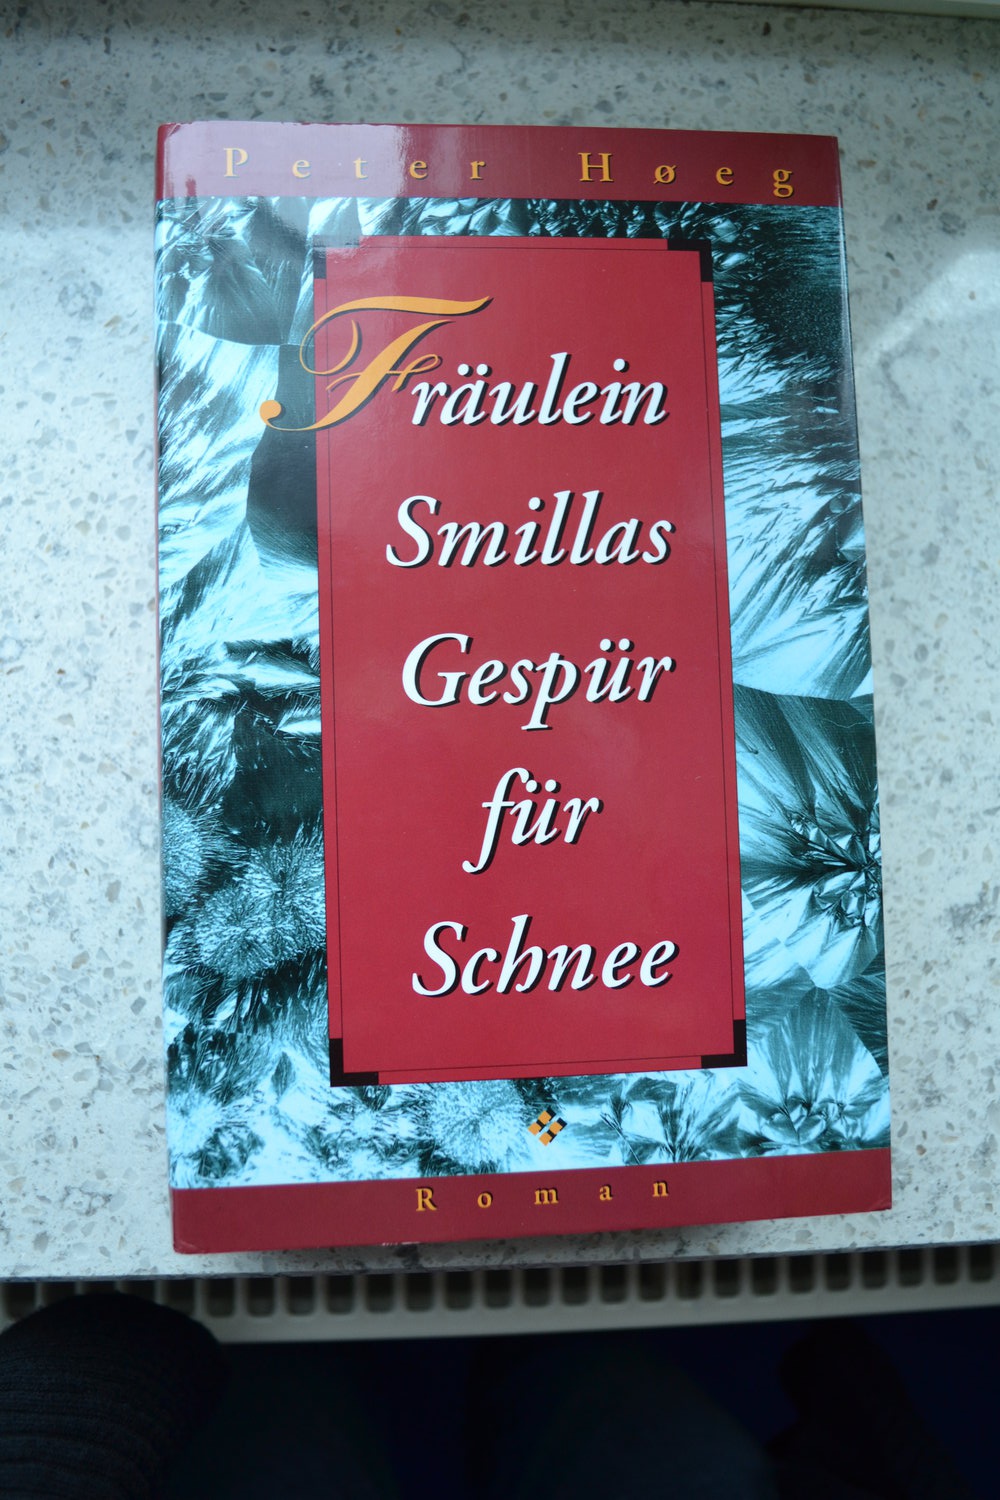 Peter Høeg
Fräulein
Smillas
Gespür
für
Schnee
Roman